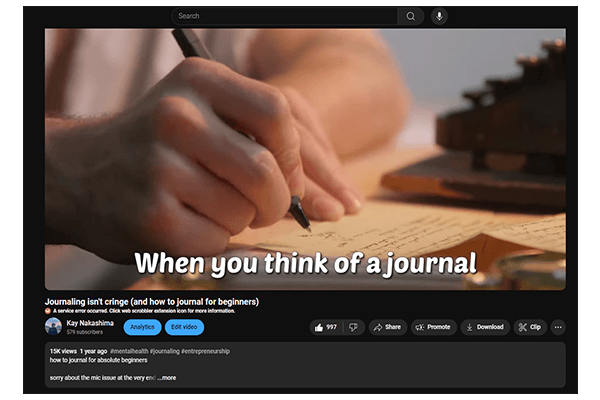 Search
When you think of a journal
Journaling isn't cringe (and how to journal for beginners)
A service error occurred. Click web scrobbler extension icon for more information.
Kay Nakashima
579 subscribers
Analytics
Edit video
997
Share
Promote
Download
Clip
15K views 1 year ago #mentalhealth #journaling #entrepreneurship
how to journal for absolute beginners
sorry about the mic issue at the very end ...more